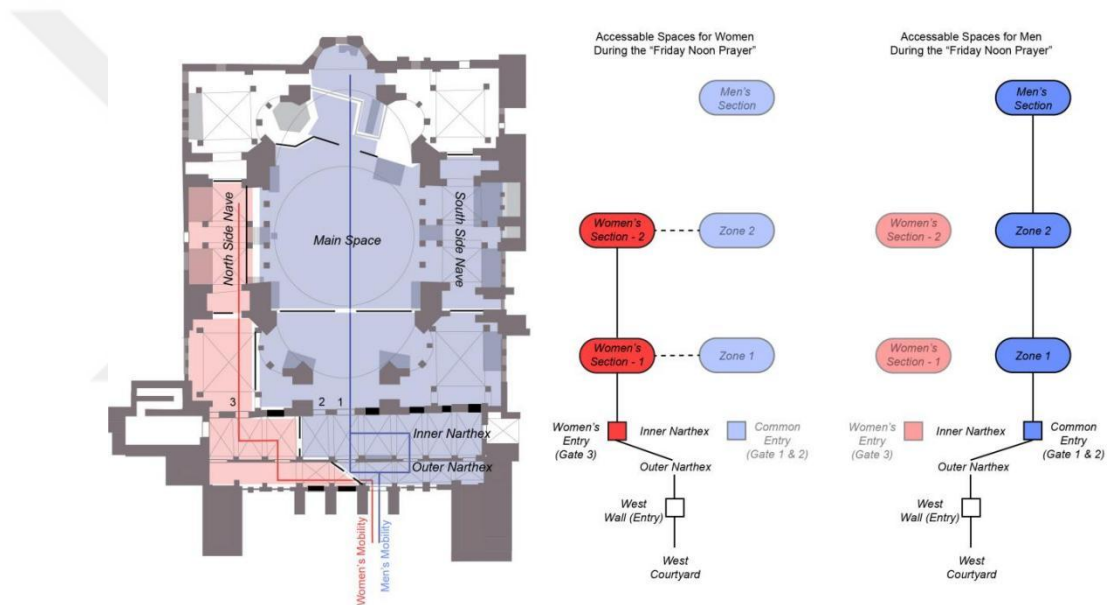 North Side Nave
Main Space
South Side Nave
3
2
1
Inner Narthex
Outer Narthex
Women's Mobility
Men's Mobility
Accessable Spaces for Women
During the "Friday Noon Prayer"
Men's
Section
Women's
Section - 2
Zone 2
Women's
Section - 1
Zone 1
Women's
Entry
(Gate 3)
Inner Narthex
Common
Entry
(Gate 1 & 2)
Outer Narthex
West
Wall (Entry)
West
Courtyard
Accessable Spaces for Men
During the "Friday Noon Prayer"
Men's
Section
Women's
Section - 2
Zone 2
Women's
Section - 1
Zone 1
Women's
Entry
(Gate 3)
Inner Narthex
Common
Entry
(Gate 1 & 2)
Outer Narthex
West
Wall (Entry)
West
Courtyard